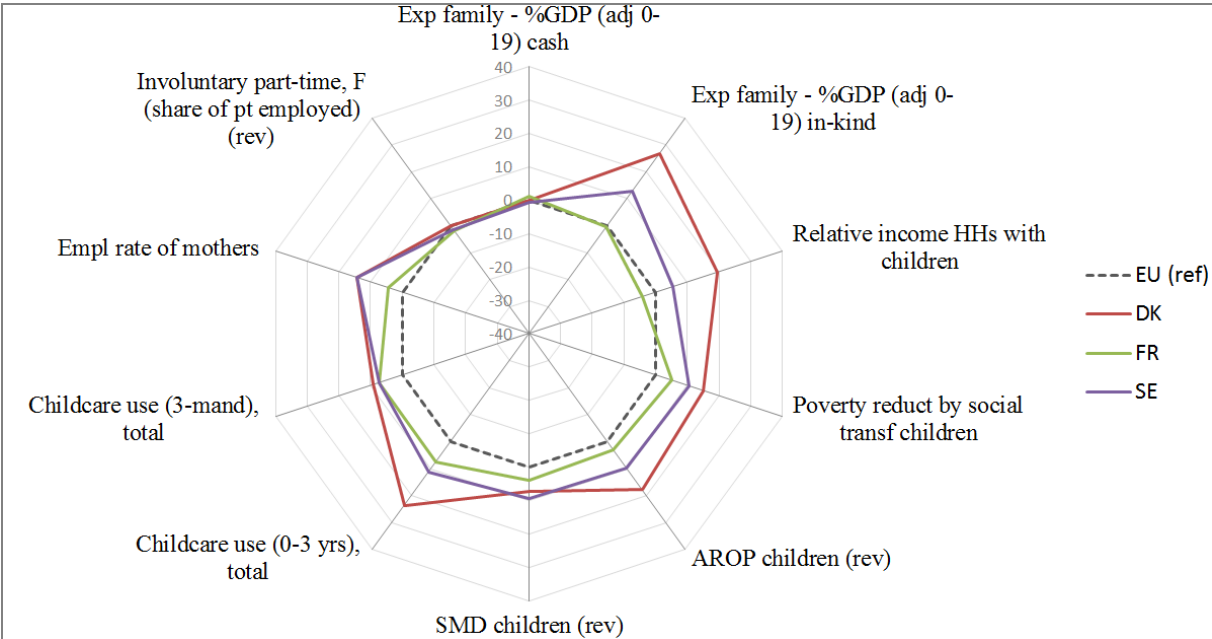 Exp family - %GDP (adj 0-
19) cash
Exp family - %GDP (adj 0-
19) in-kind
Relative income HHs with
children
Poverty reduct by social
transf children
AROP children (rev)
SMD children (rev)
Childcare use (0-3 yrs),
total
Childcare use (3-mand),
total
Empl rate of mothers
Involuntary part-time, F
(share of pt employed)
(rev)
40
30
20
10
0
-10
-20
-30
-40
EU (ref)
DK
FR
SE